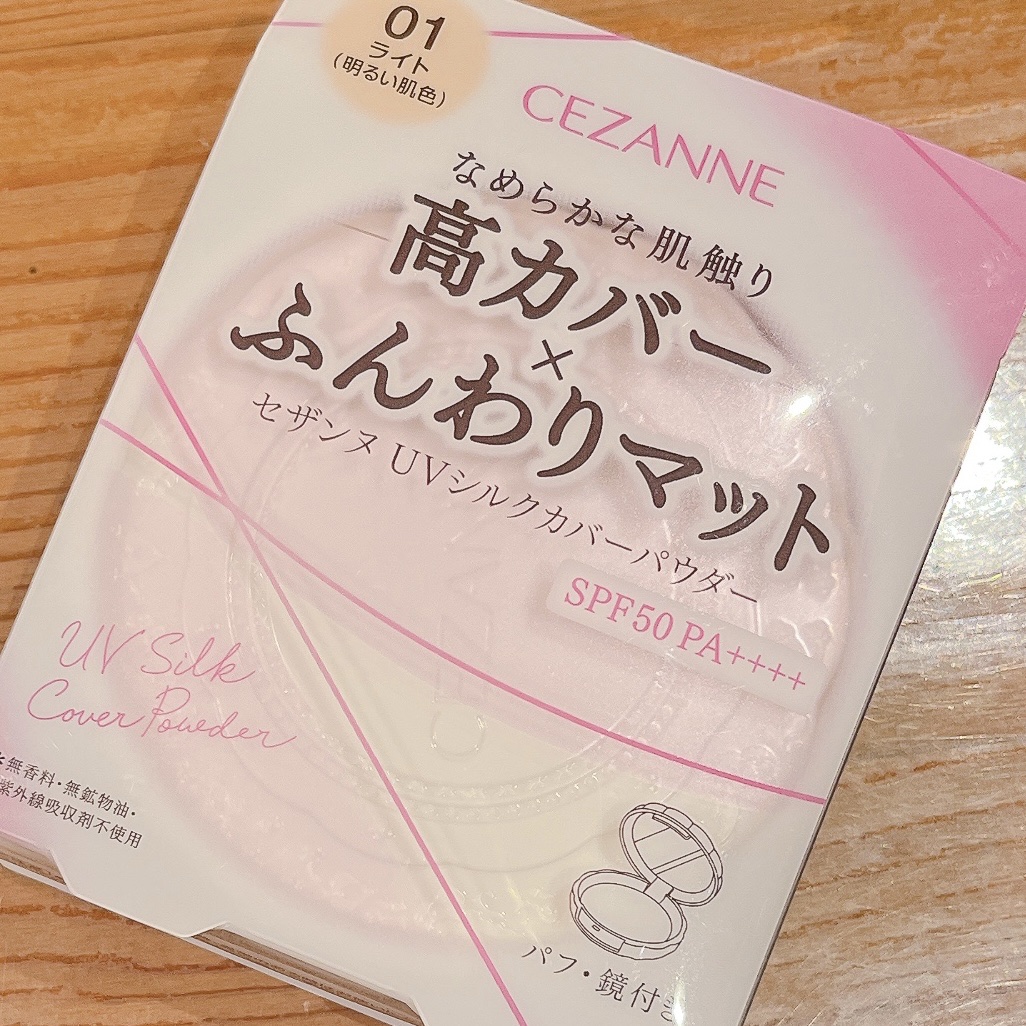 01
ライト
(明るい肌色)
CEZANNE
なめらかな肌触り
高カバー
×
ふんわりマット
セザンヌ UVシルクカバーパウダー
SPF50 PA++++
UV Silk
Cover Powder
無香料・無鉱物油・
紫外線吸収剤不使用
パフ・鏡付き